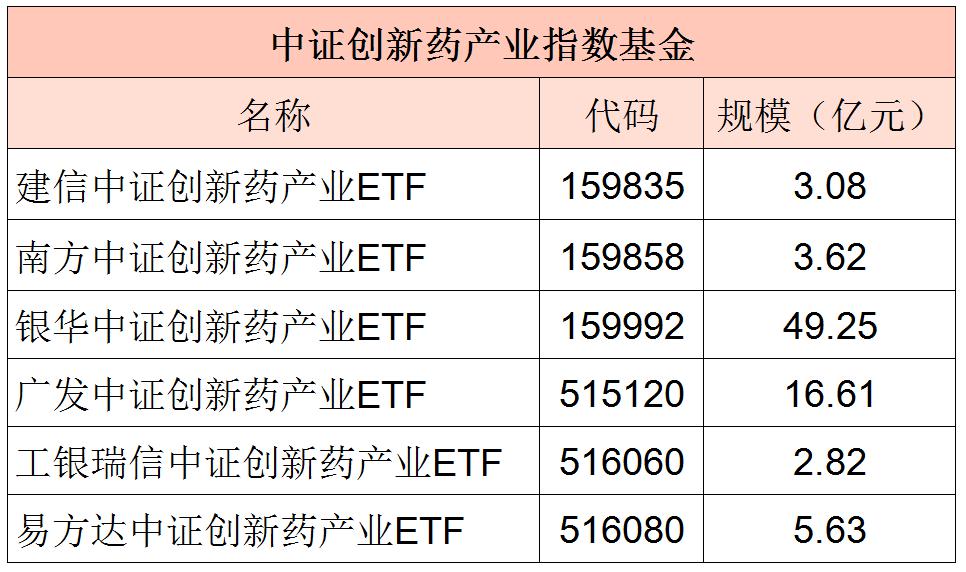 中证创新药产业指数基金
名称 代码 规模（亿元）
建信中证创新药产业ETF 159835 3.08
南方中证创新药产业ETF 159858 3.62
银华中证创新药产业ETF 159992 49.25
广发中证创新药产业ETF 515120 16.61
工银瑞信中证创新药产业ETF 516060 2.82
易方达中证创新药产业ETF 516080 5.63